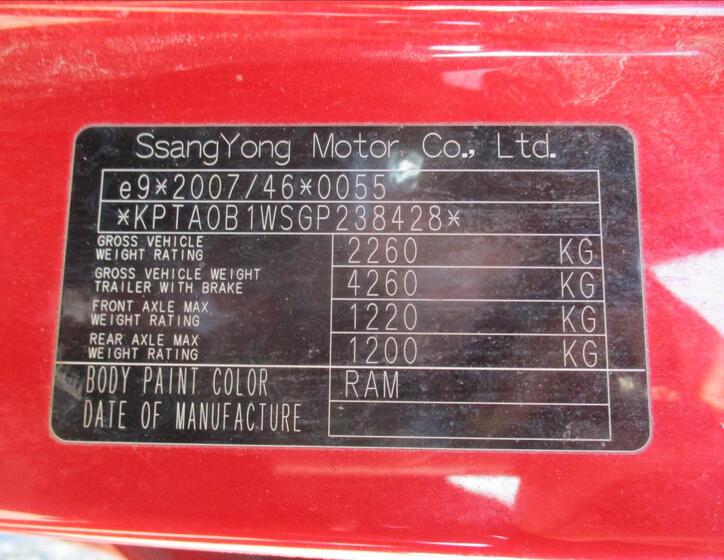 SsangYong Motor Co., Ltd.
e9*2007/46*0055
*KPTA0B1WSGP238428*
GROSS VEHICLE
WEIGHT RATING 2260 KG
GROSS VEHICLE WEIGHT
TRAILER WITH BRAKE 4260 KG
FRONT AXLE MAX
WEIGHT RATING 1220 KG
REAR AXLE MAX
WEIGHT RATING 1200 KG
BODY PAINT COLOR RAM
DATE OF MANUFACTURE